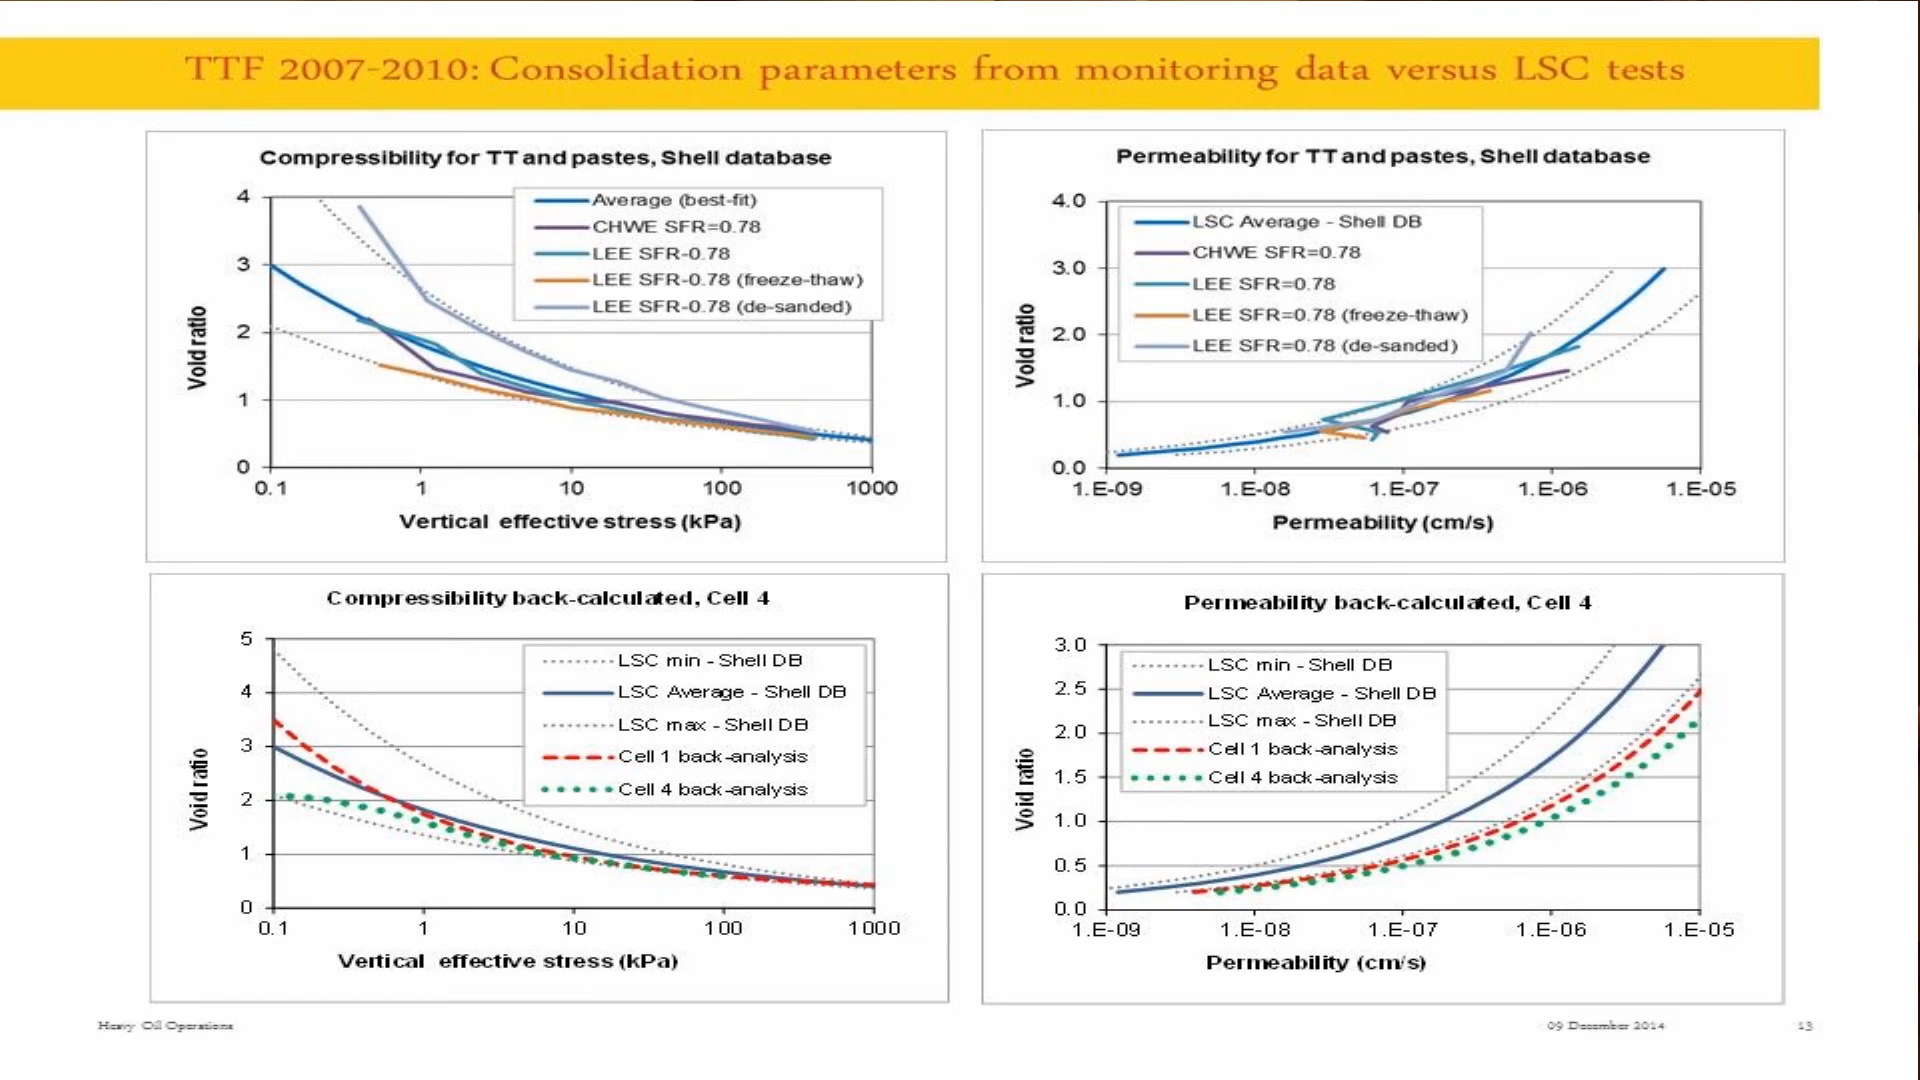 TTF 2007-2010: Consolidation parameters from monitoring data versus LSC tests
Compressibility for TT and pastes, Shell database
4
3
2
1
0
Void ratio
Average (best-fit)
CHWE SFR=0.78
LEE SFR-0.78
LEE SFR-0.78 (freeze-thaw)
LEE SFR-0.78 (de-sanded)
0.1 1 10 100 1000
Vertical effective stress (kPa)
Permeability for TT and pastes, Shell database
4.0
3.0
2.0
1.0
0.0
Void ratio
LSC Average - Shell DB
CHWE SFR=0.78
LEE SFR=0.78
LEE SFR=0.78 (freeze-thaw)
LEE SFR=0.78 (de-sanded)
1.E-09 1.E-08 1.E-07 1.E-06 1.E-05
Permeability (cm/s)
Compressibility back-calculated, Cell 4
5
4
3
2
1
0
Void ratio
LSC min - Shell DB
LSC Average - Shell DB
LSC max - Shell DB
Cell 1 back-analysis
Cell 4 back-analysis
0.1 1 10 100 1000
Vertical effective stress (kPa)
Permeability back-calculated, Cell 4
3.0
2.5
2.0
1.5
1.0
0.5
0.0
Void ratio
LSC min - Shell DB
LSC Average - Shell DB
LSC max - Shell DB
Cell 1 back-analysis
Cell 4 back-analysis
1.E-09 1.E-08 1.E-07 1.E-06 1.E-05
Permeability (cm/s)
Heavy Oil Operations
09 December 2014
13